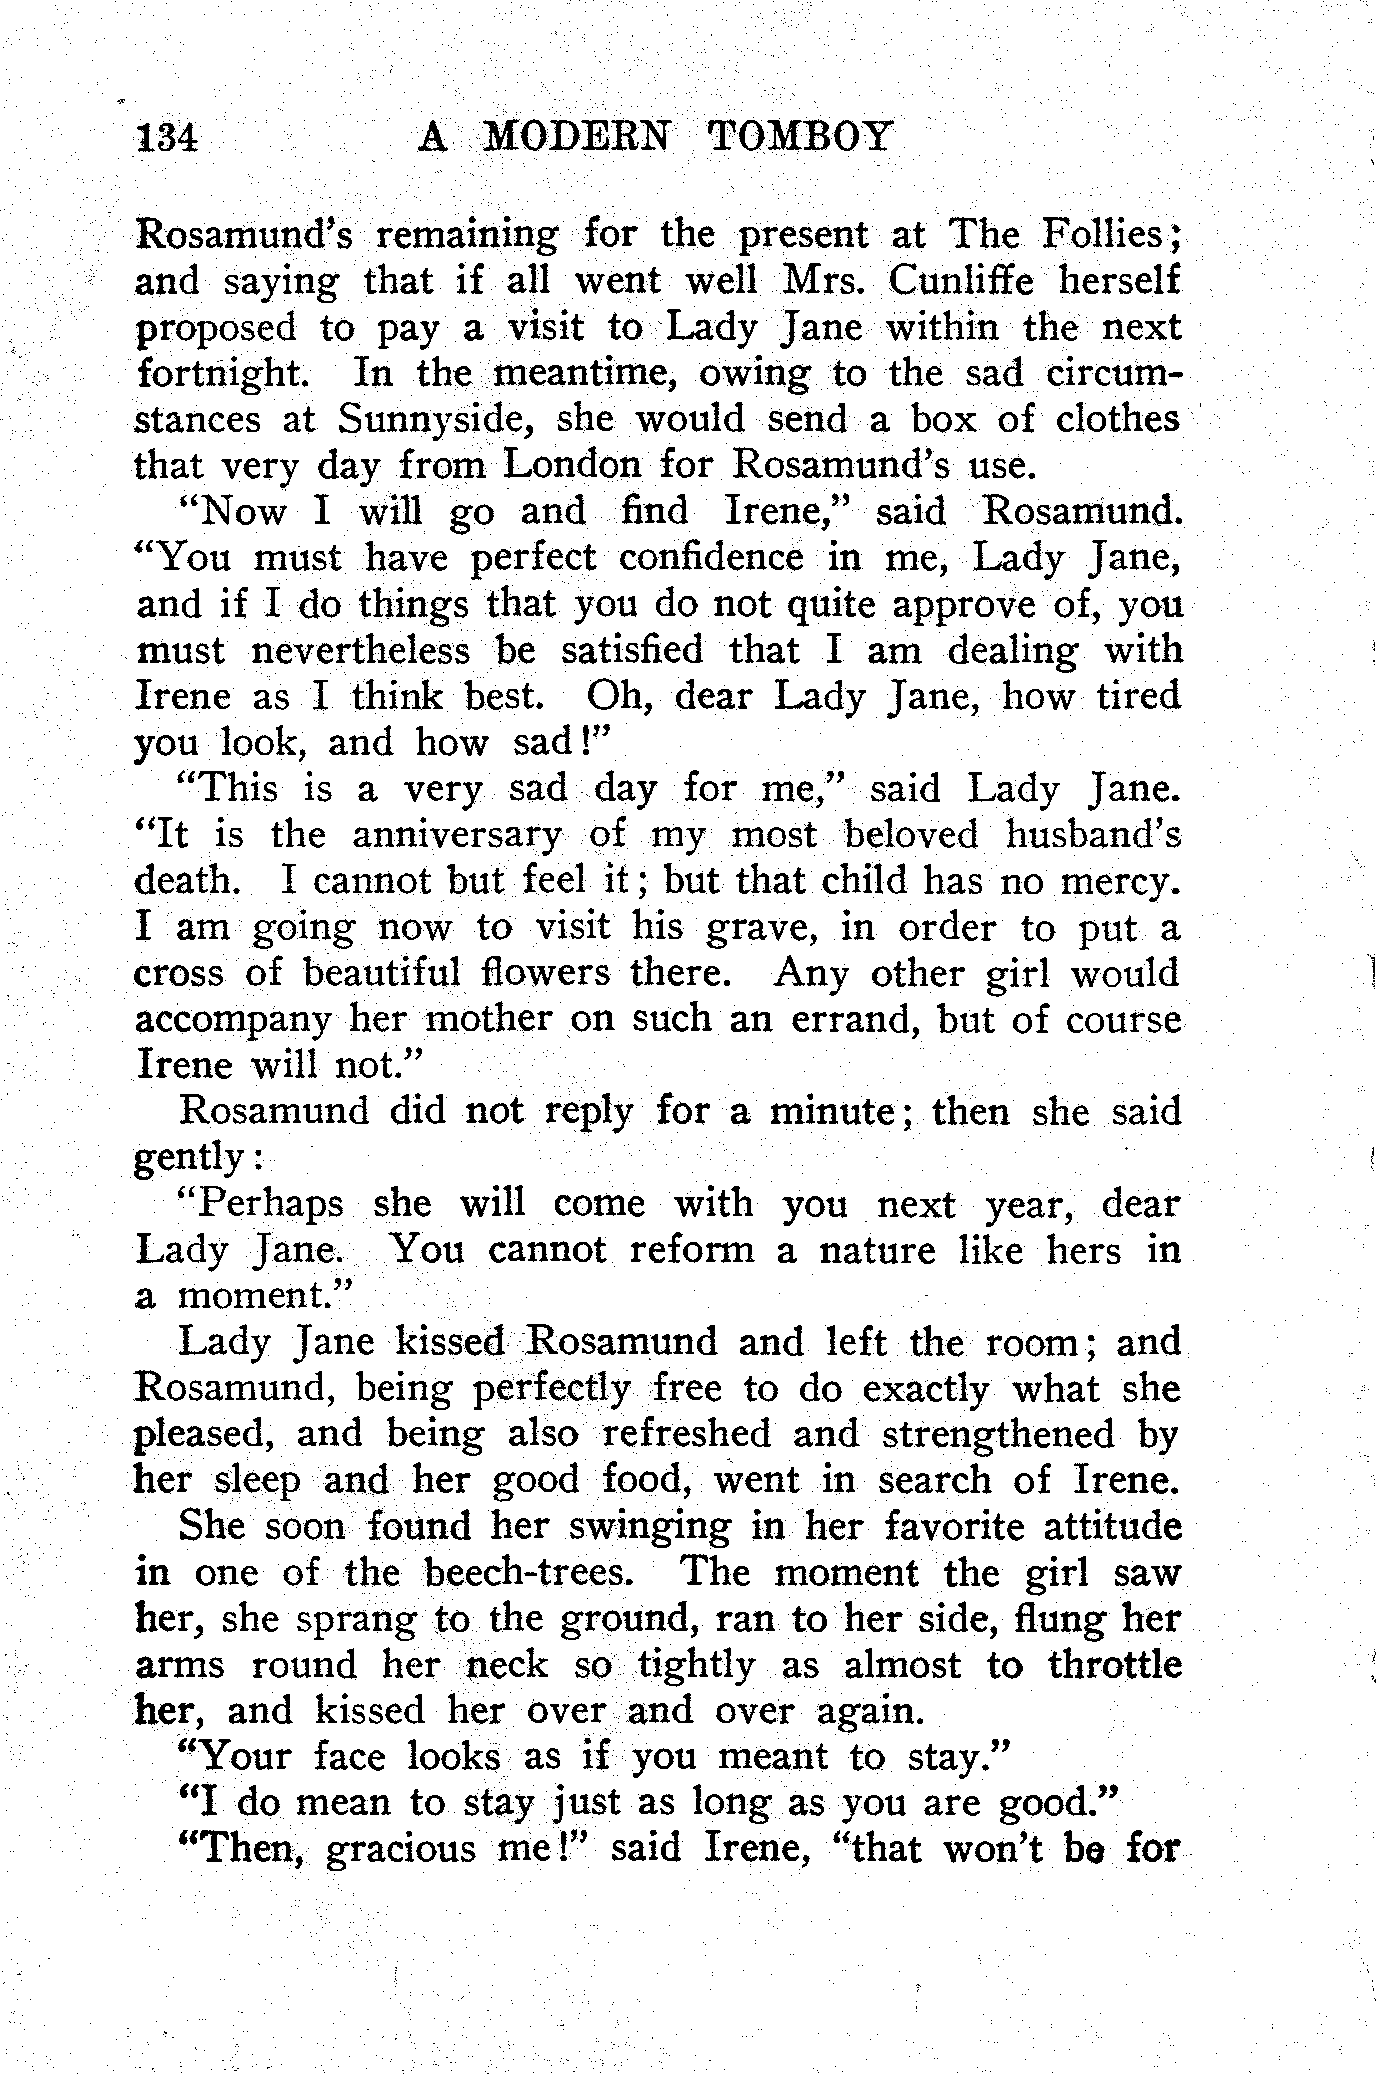 134 A MODERN TOMBOY
Rosamund's remaining for the present at The Follies;
and saying that if all went well Mrs. Cunliffe herself
proposed to pay a visit to Lady Jane within the next
fortnight. In the meantime, owing to the sad circum-
stances at Sunnyside, she would send a box of clothes
that very day from London for Rosamund's use.
"Now I will go and find Irene," said Rosamund.
"You must have perfect confidence in me, Lady Jane,
and if I do things that you do not quite approve of, you
must nevertheless be satisfied that I am dealing with
Irene as I think best. Oh, dear Lady Jane, how tired
you look, and how sad!"
"This is a very sad day for me," said Lady Jane.
"It is the anniversary of my most beloved husband's
death. I cannot but feel it; but that child has no mercy.
I am going now to visit his grave, in order to put a
cross of beautiful flowers there. Any other girl would
accompany her mother on such an errand, but of course
Irene will not."
Rosamund did not reply for a minute; then she said
gently:
"Perhaps she will come with you next year, dear
Lady Jane. You cannot reform a nature like hers in
a moment."
Lady Jane kissed Rosamund and left the room; and
Rosamund, being perfectly free to do exactly what she
pleased, and being also refreshed and strengthened by
her sleep and her good food, went in search of Irene.
She soon found her swinging in her favorite attitude
in one of the beech-trees. The moment the girl saw
her, she sprang to the ground, ran to her side, flung her
arms round her neck so tightly as almost to throttle
her, and kissed her over and over again.
"Your face looks as if you meant to stay."
"I do mean to stay just as long as you are good."
"Then, gracious me!" said Irene, "that won't be for